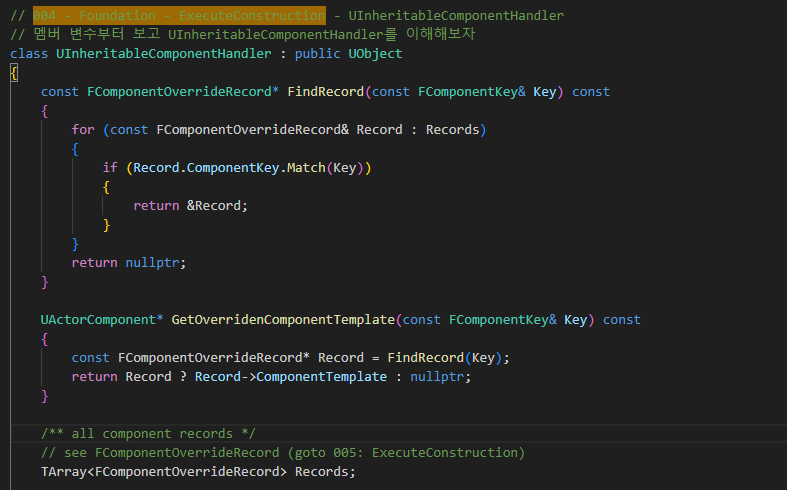 // 004 - Foundation - ExecuteConstruction - UInheritableComponentHandler
// 멤버 변수부터 보고 UInheritableComponentHandler를 이해해보자
class UInheritableComponentHandler : public UObject
{
    const FComponentOverrideRecord* FindRecord(const FComponentKey& Key) const
    {
        for (const FComponentOverrideRecord& Record : Records)
        {
            if (Record.ComponentKey.Match(Key))
            {
                return &Record;
            }
        }
        return nullptr;
    }
    UActorComponent* GetOverridenComponentTemplate(const FComponentKey& Key) const
    {
        const FComponentOverrideRecord* Record = FindRecord(Key);
        return Record ? Record->ComponentTemplate : nullptr;
    }
    /** all component records */
    // see FComponentOverrideRecord (goto 005: ExecuteConstruction)
    TArray<FComponentOverrideRecord> Records;